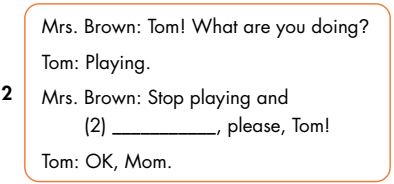 Mrs. Brown: Tom! What are you doing?
Tom: Playing.
2
Mrs. Brown: Stop playing and
(2) ____________, please, Tom!
Tom: OK, Mom.